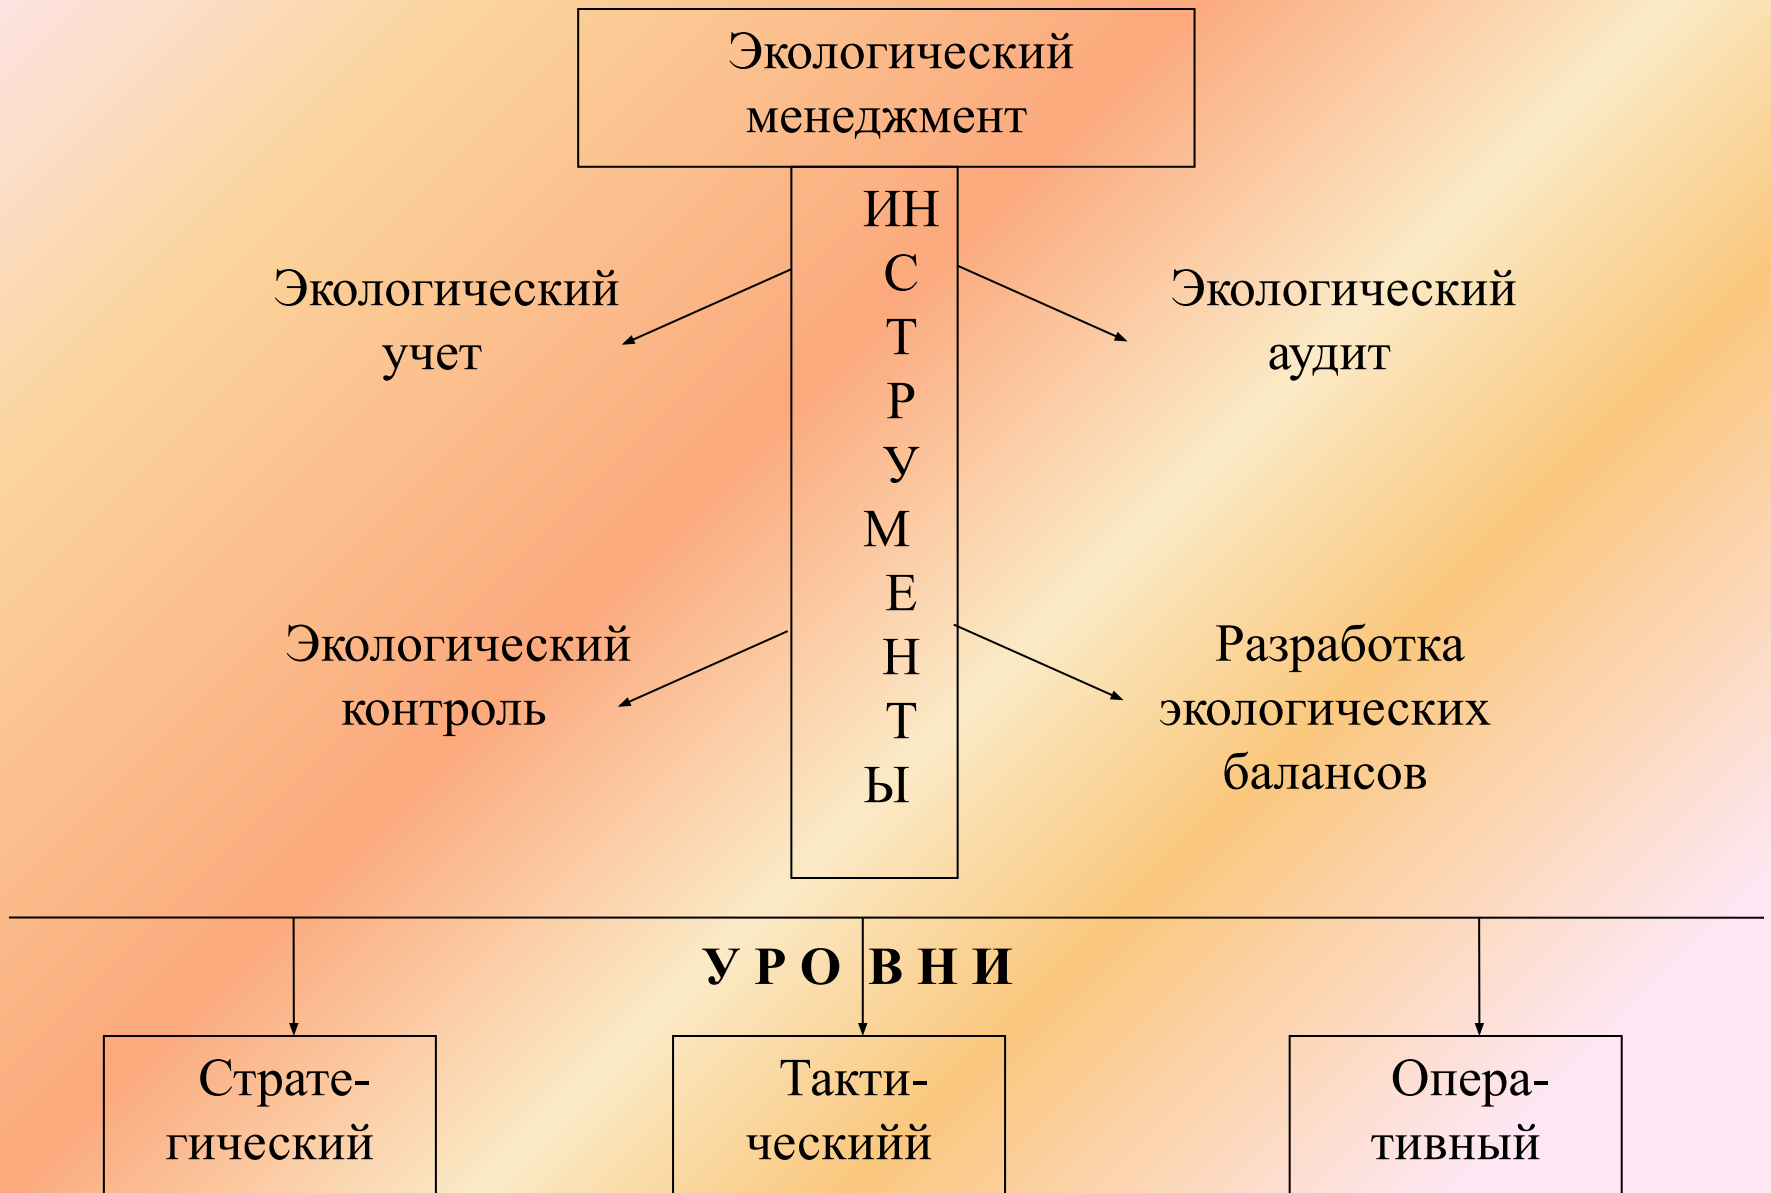 Экологический
менеджмент
ИН
С
Т
Р
У
М
Е
Н
Т
Ы
Экологический
учет
Экологический
аудит
Экологический
контроль
Разработка
экологических
балансов
У Р О В Н И
Страте-
гический
Такти-
ческийй
Опера-
тивный